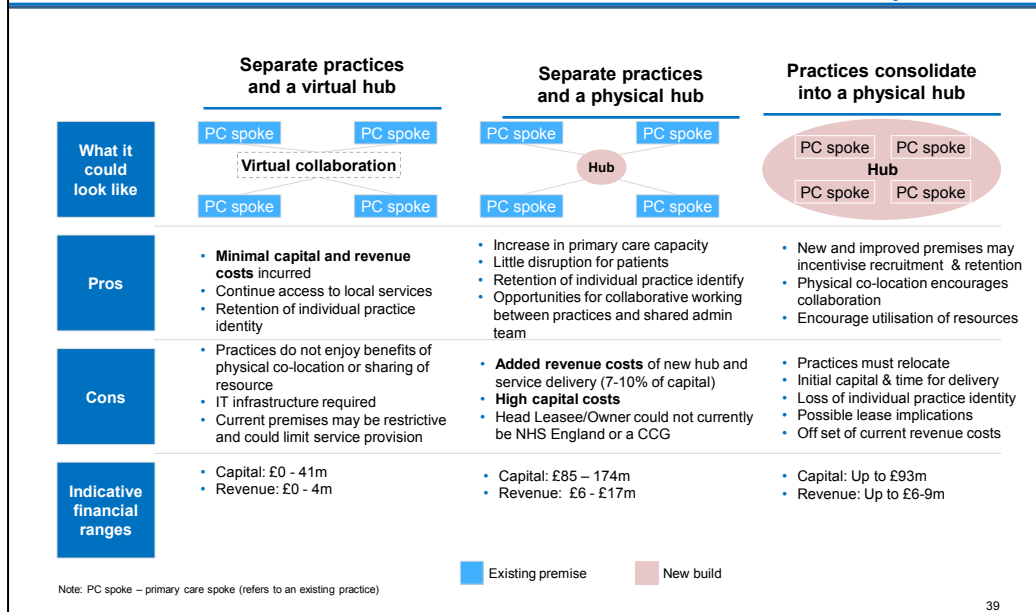 Separate practices
and a virtual hub
Separate practices
and a physical hub
Practices consolidate
into a physical hub
What it
could
look like
PC spoke
PC spoke
Virtual collaboration
PC spoke
PC spoke
PC spoke
PC spoke
Hub
PC spoke
PC spoke
PC spoke
PC spoke
Hub
PC spoke
PC spoke
Pros
• Minimal capital and revenue
costs incurred
• Continue access to local services
• Retention of individual practice
identity
• Increase in primary care capacity
• Little disruption for patients
• Retention of individual practice identify
• Opportunities for collaborative working
between practices and shared admin
team
• New and improved premises may
incentivise recruitment & retention
• Physical co-location encourages
collaboration
• Encourage utilisation of resources
Cons
• Practices do not enjoy benefits of
physical co-location or sharing of
resource
• IT infrastructure required
• Current premises may be restrictive
and could limit service provision
• Added revenue costs of new hub and
service delivery (7-10% of capital)
• High capital costs
• Head Leasee/Owner could not currently
be NHS England or a CCG
• Practices must relocate
• Initial capital & time for delivery
• Loss of individual practice identity
• Possible lease implications
• Off set of current revenue costs
Indicative
financial
ranges
• Capital: £0 - 41m
• Revenue: £0 - 4m
• Capital: £85 – 174m
• Revenue: £6 - £17m
• Capital: Up to £93m
• Revenue: Up to £6-9m
Existing premise
New build
Note: PC spoke – primary care spoke (refers to an existing practice)
39